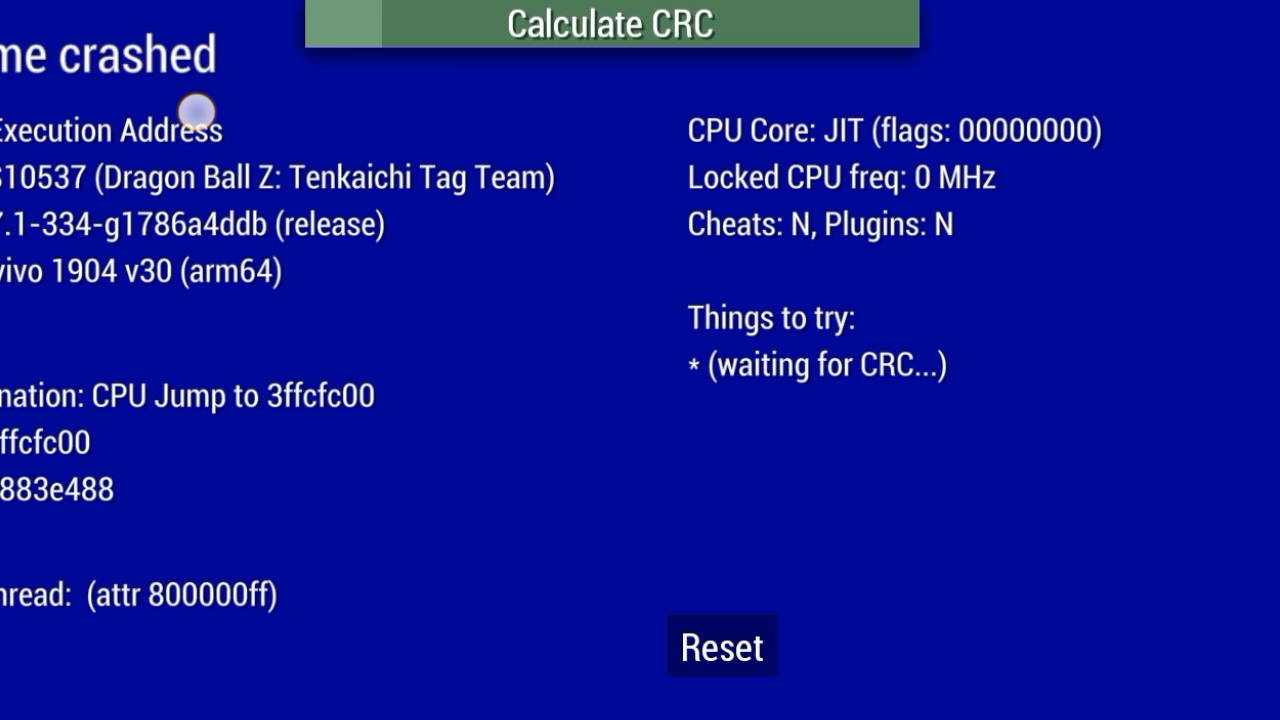 Calculate CRC
me crashed
Execution Address
S10537 (Dragon Ball Z: Tenkaichi Tag Team)
7.1-334-g1786a4ddb (release)
vivo 1904 v30 (arm64)
nation: CPU Jump to 3ffcfc00
ffcfc00
883e488
hread: (attr 800000ff)
CPU Core: JIT (flags: 00000000)
Locked CPU freq: 0 MHz
Cheats: N, Plugins: N
Things to try:
* (waiting for CRC...)
Reset